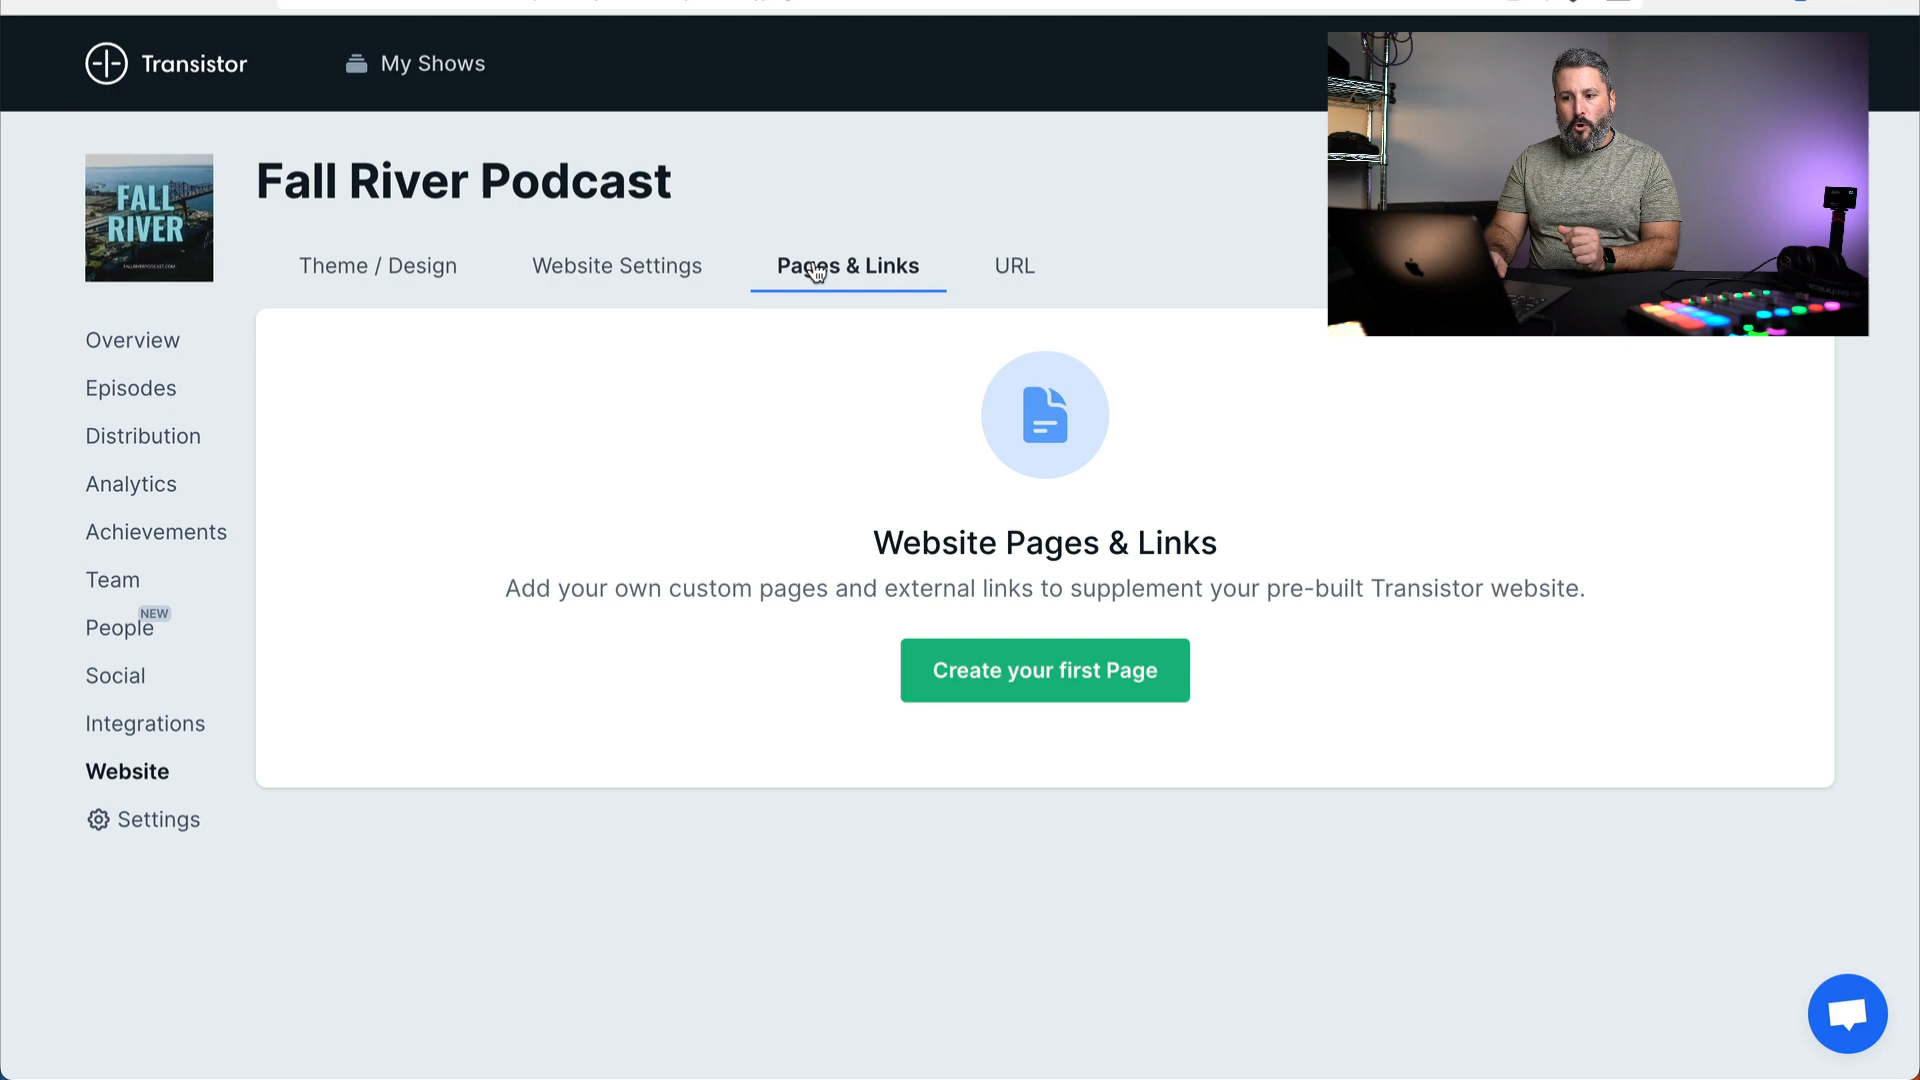 Transistor
My Shows
FALL
RIVER
FALLRIVERPODCAST.COM
Fall River Podcast
Theme / Design
Website Settings
Pages & Links
URL
Overview
Episodes
Distribution
Analytics
Achievements
Team
People
NEW
Social
Integrations
Website
Settings
Website Pages & Links
Add your own custom pages and external links to supplement your pre-built Transistor website.
Create your first Page